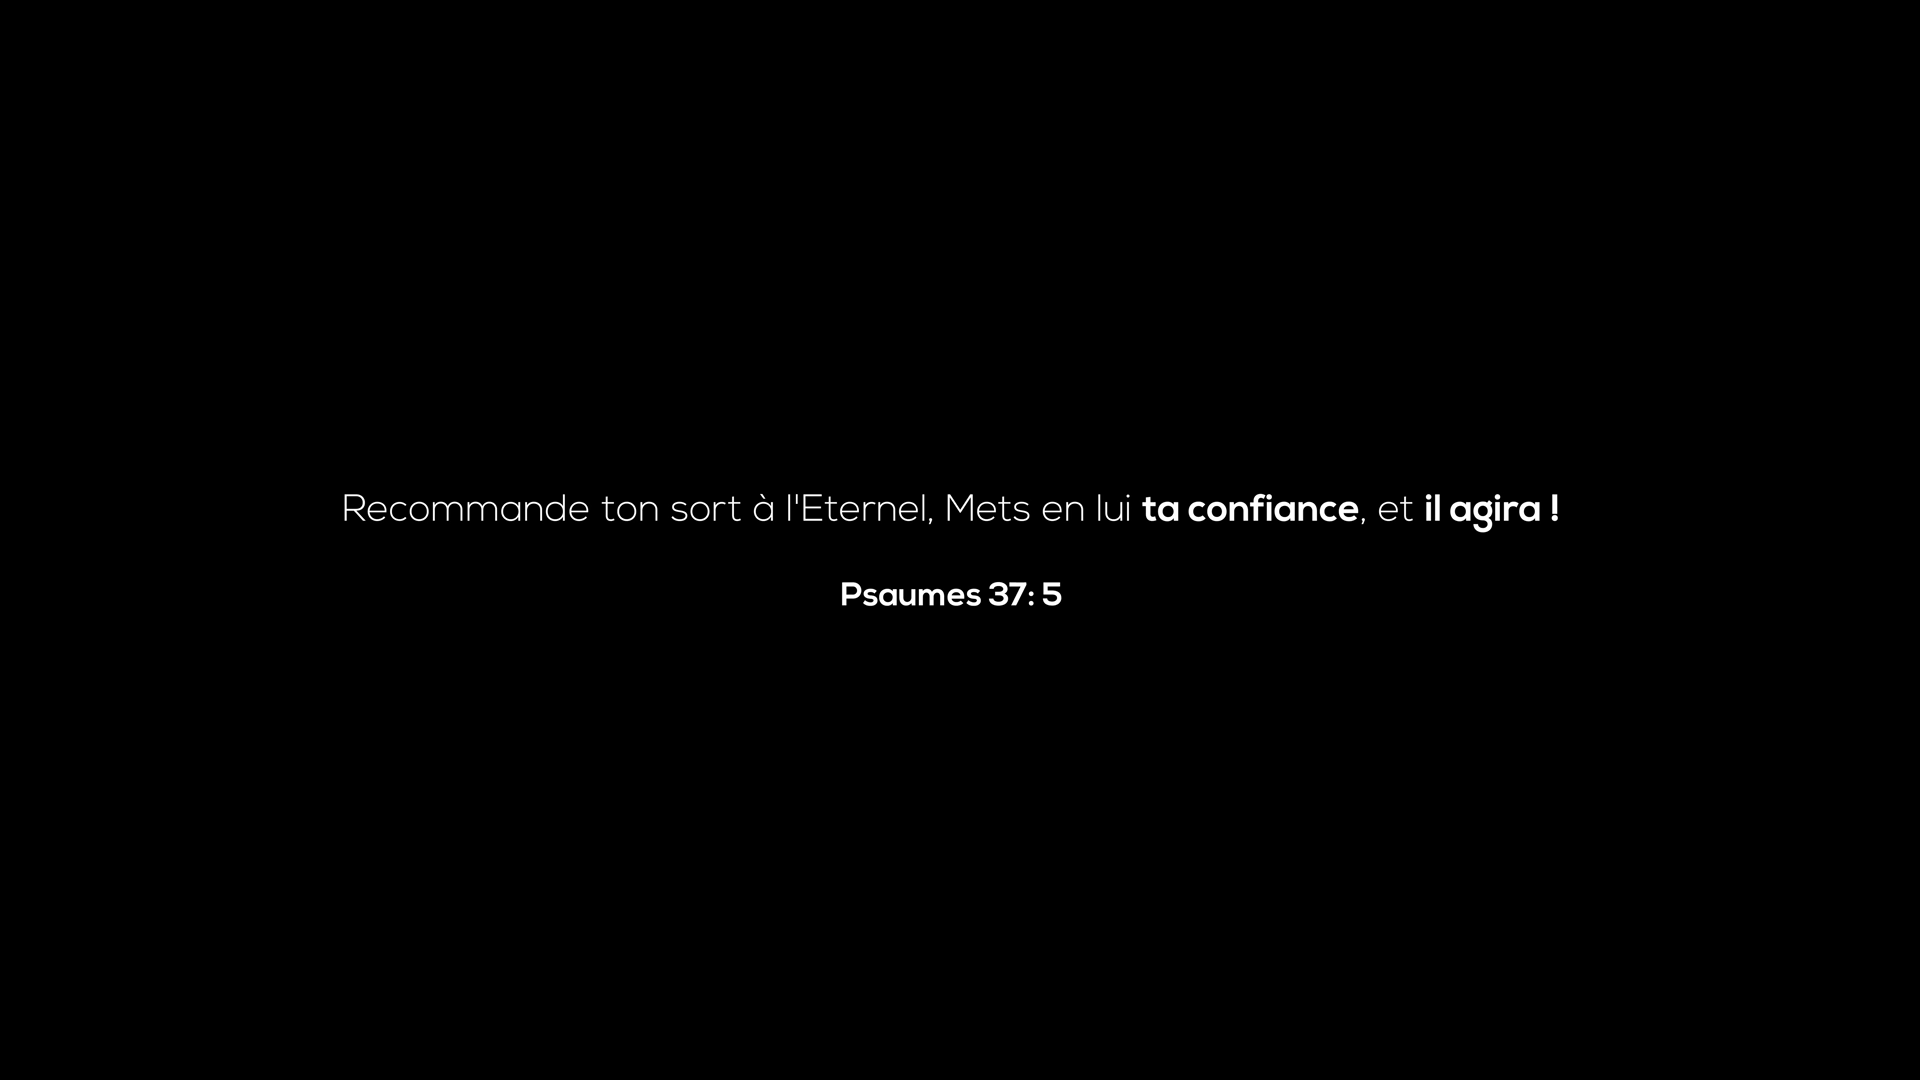 Recommande ton sort à l'Eternel, Mets en lui ta confiance, et il agira !
Psaumes 37: 5